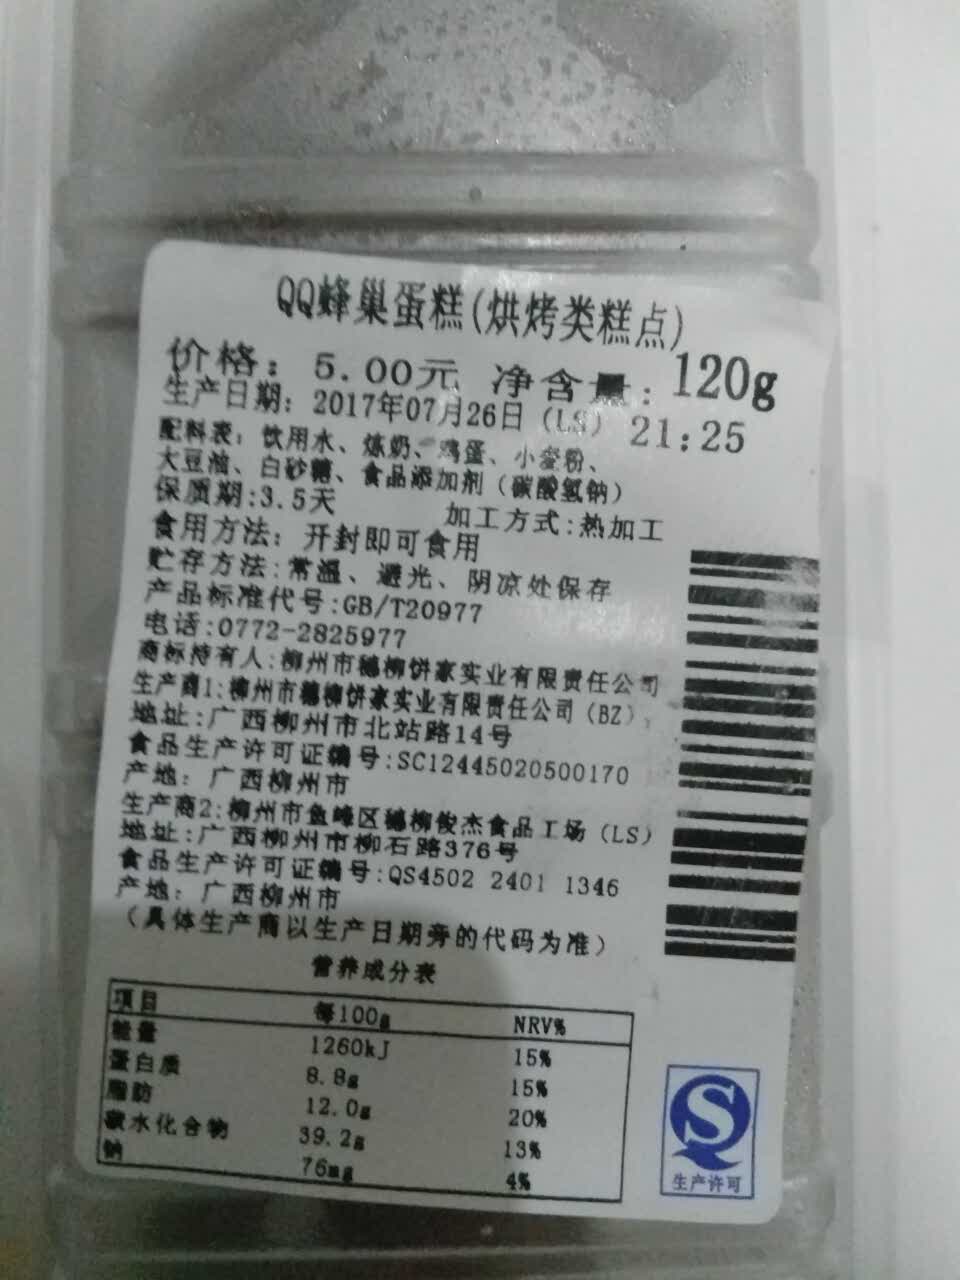 QQ蜂巢蛋糕(烘烤类糕点)
价格：5.00元 净含量：120g
生产日期：2017年07月26日（LS）21:25
配料表：饮用水、炼奶、鸡蛋、小麦粉、
大豆油、白砂糖、食品添加剂（碳酸氢钠）
保质期:3.5天 加工方式:热加工
食用方法：开封即可食用
贮存方法:常温、避光、阴凉处保存
产品标准代号:GB/T20977
电话:0772-2825977
商标持有人:柳州市穗柳饼家实业有限责任公司
生产商1:柳州市穗柳饼家实业有限责任公司（BZ）
地址:广西柳州市北站路14号
食品生产许可证编号:SC12445020500170
产地：广西柳州市
生产商2:柳州市鱼峰区穗柳俊杰食品工场（LS）
地址:广西柳州市柳石路376号
食品生产许可证编号:QS4502 2401 1346
产地：广西柳州市
（具体生产商以生产日期旁的代码为准）
营养成分表
项目 每100g NRV%
能量 1260kJ 15%
蛋白质 8.8g 15%
脂肪 12.0g 20%
碳水化合物 39.2g 13%
钠 76mg 4%
生产许可